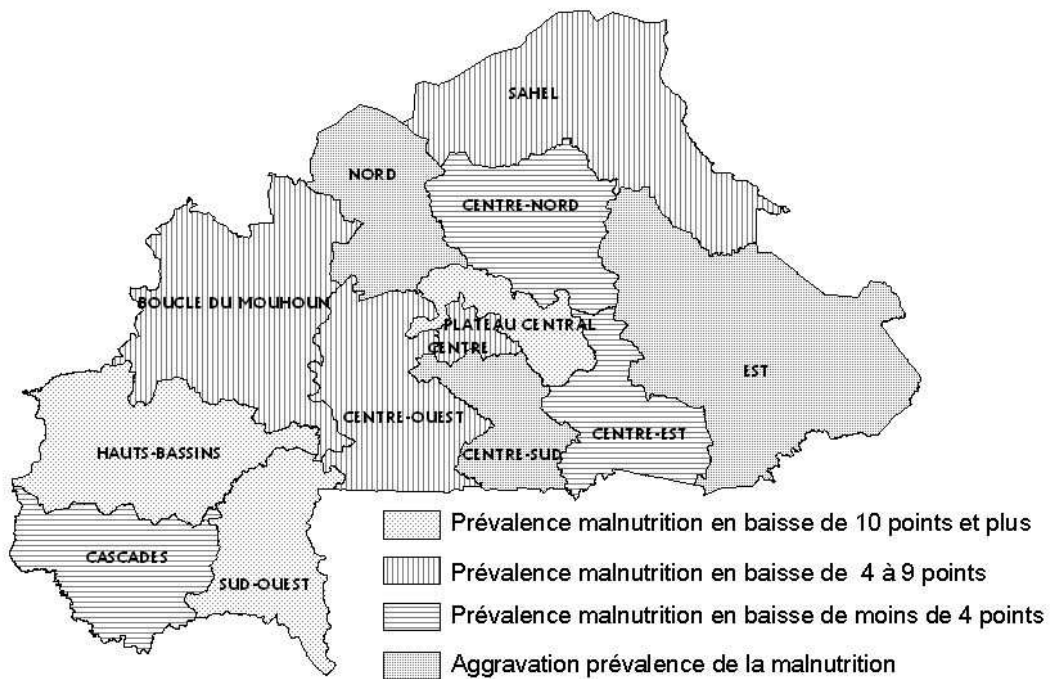 SAHEL
NORD
CENTRE-NORD
BOUCLE DU MOUHOUN
PLATEAU CENTRAL
CENTRE
EST
CENTRE-OUEST
CENTRE-EST
HAUTS-BASSINS
CENTRE-SUD
CASCADES
SUD-OUEST
Prévalence malnutrition en baisse de 10 points et plus
Prévalence malnutrition en baisse de 4 à 9 points
Prévalence malnutrition en baisse de moins de 4 points
Aggravation prévalence de la malnutrition